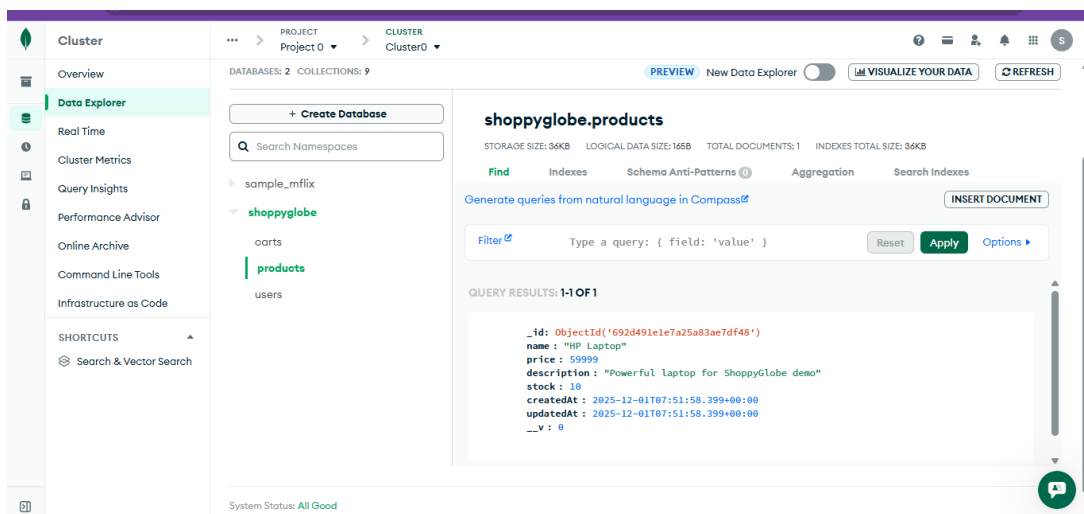 Cluster
Overview
Data Explorer
Real Time
Cluster Metrics
Query Insights
Performance Advisor
Online Archive
Command Line Tools
Infrastructure as Code
SHORTCUTS
Search & Vector Search
PROJECT
Project 0
CLUSTER
Cluster0
S
DATABASES: 2 COLLECTIONS: 9
PREVIEW New Data Explorer
VISUALIZE YOUR DATA
REFRESH
+ Create Database
Search Namespaces
sample_mflix
shoppyglobe
carts
products
users
shoppyglobe.products
STORAGE SIZE: 36KB LOGICAL DATA SIZE: 165B TOTAL DOCUMENTS: 1 INDEXES TOTAL SIZE: 36KB
Find Indexes Schema Anti-Patterns 0 Aggregation Search Indexes
Generate queries from natural language in Compass
INSERT DOCUMENT
Filter Type a query: { field: 'value' } Reset Apply Options
QUERY RESULTS: 1-1 OF 1
_id: ObjectId('692d491e1e7a25a83ae7df48')
name : "HP Laptop"
price : 59999
description : "Powerful laptop for ShoppyGlobe demo"
stock : 10
createdAt : 2025-12-01T07:51:58.399+00:00
updatedAt : 2025-12-01T07:51:58.399+00:00
__v : 0
System Status: All Good